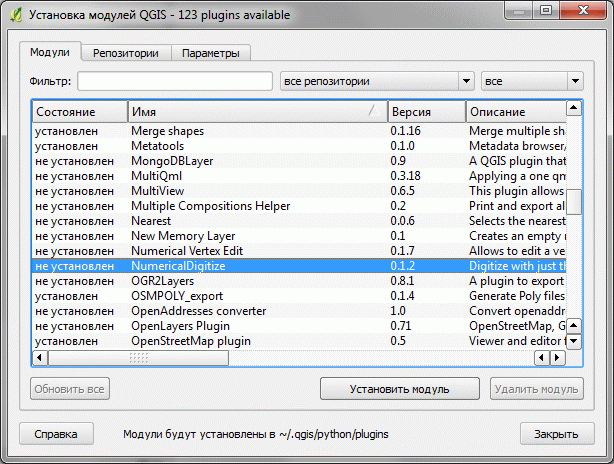 Установка модулей QGIS - 123 plugins available
Модули Репозитории Параметры
Фильтр: все репозитории все
Состояние Имя Версия Описание
установлен Merge shapes 0.1.16 Merge multiple sh
установлен Metatools 0.1.0 Metadata browser/
не установлен MongoDBLayer 0.9 A QGIS plugin that
не установлен MultiQml 0.3.18 Applying a one qm
не установлен MultiView 0.6.5 This plugin allows
не установлен Multiple Compositions Helper 0.2 Print and export al
не установлен Nearest 0.0.6 Selects the nearest
не установлен New Memory Layer 0.1 Creates an empty
не установлен Numerical Vertex Edit 0.1.7 Allows to edit a ve
не установлен NumericalDigitize 0.1.2 Digitize with just th
не установлен OGR2Layers 0.8.1 A plugin to export
установлен OSMPOLY_export 0.1.4 Generate Poly files
не установлен OpenAddresses converter 1.0 Convert openaddr
не установлен OpenLayers Plugin 0.71 OpenStreetMap, G
установлен OpenStreetMap plugin 0.5 Viewer and editor f
Обновить все Установить модуль Удалить модуль
Справка Модули будут установлены в ~/.qgis/python/plugins Закрыть